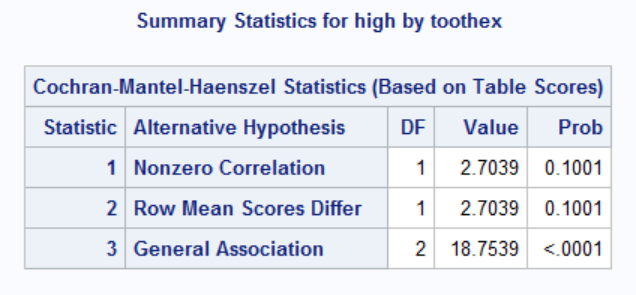 Summary Statistics for high by toothex
Cochran-Mantel-Haenszel Statistics (Based on Table Scores)
Statistic Alternative Hypothesis DF Value Prob
1 Nonzero Correlation 1 2.7039 0.1001
2 Row Mean Scores Differ 1 2.7039 0.1001
3 General Association 2 18.7539 <.0001